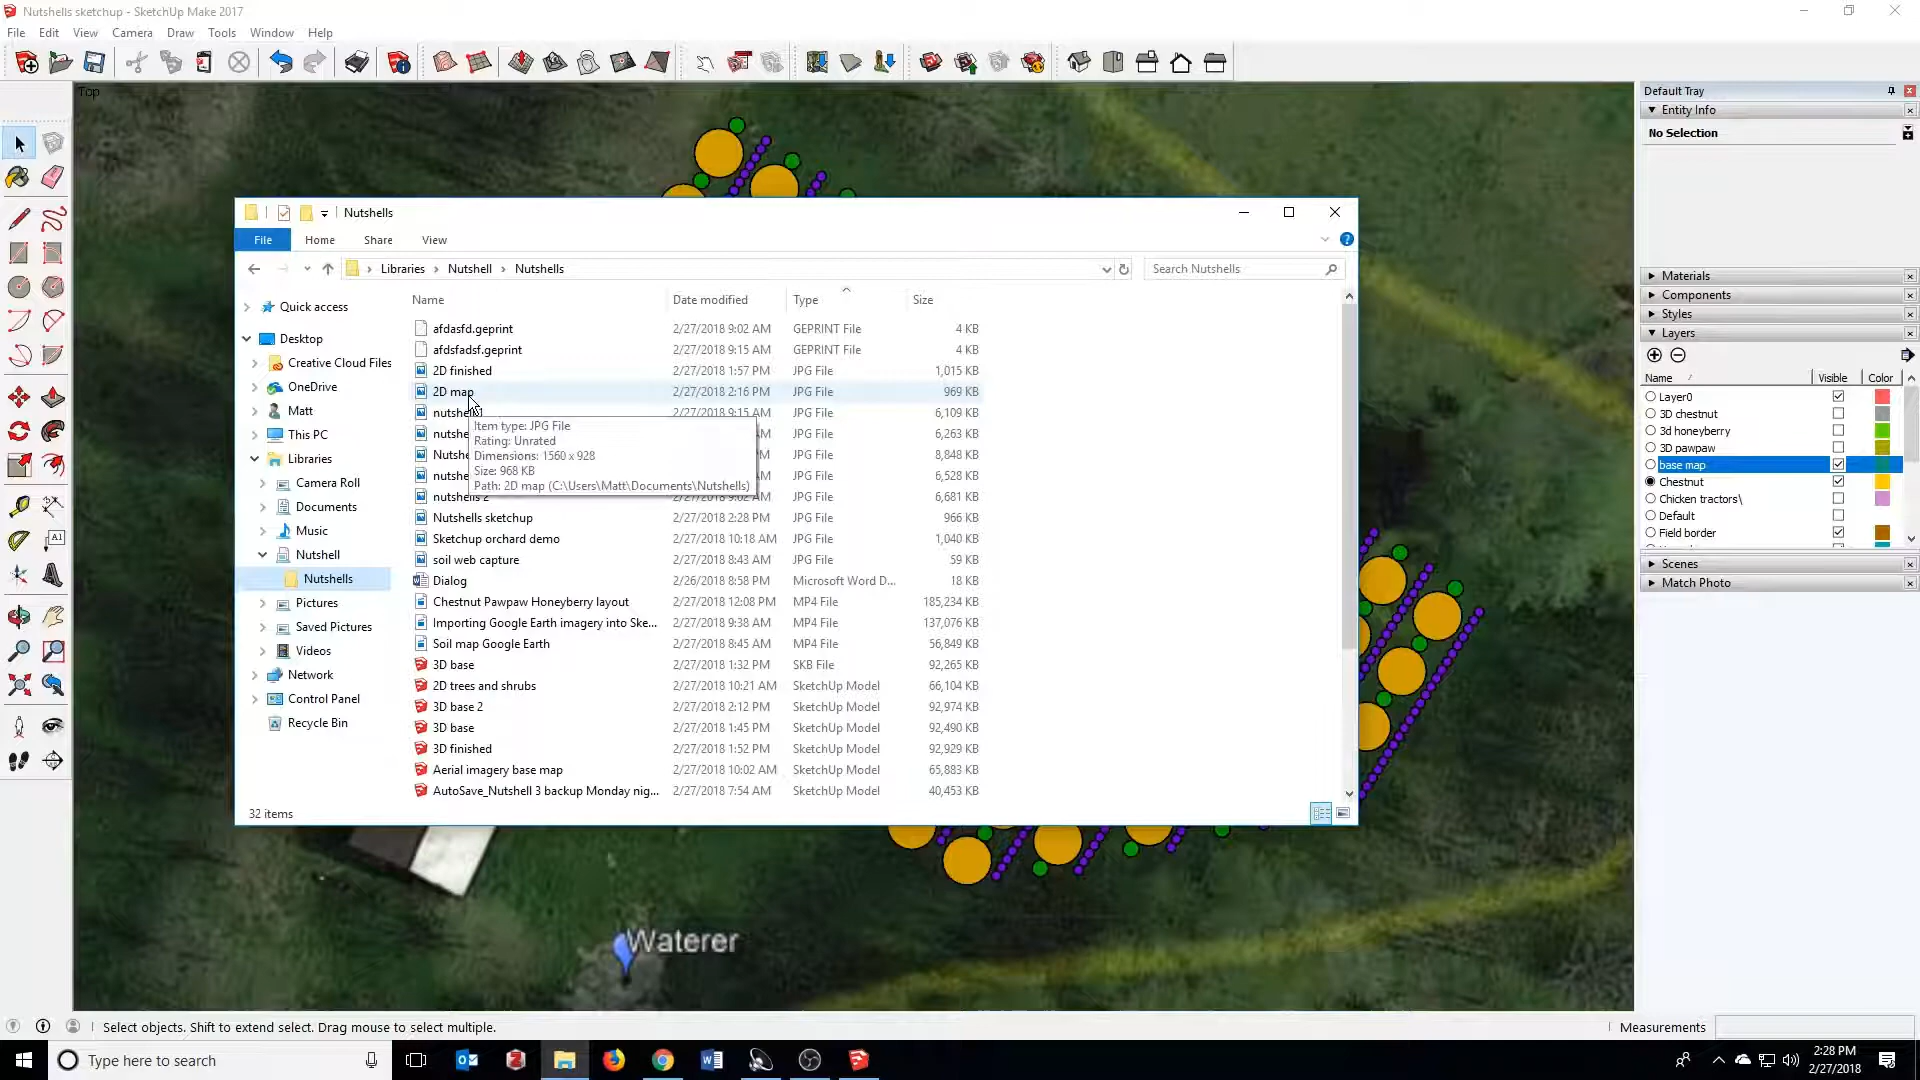 Nutshells sketchup - SketchUp Make 2017
File Edit View Camera Draw Tools Window Help
Top
Default Tray
Entity Info
No Selection
Materials
Components
Styles
Layers
Name Visible Color
Layer0
3D chestnut
3d honeyberry
3D pawpaw
base map
Chestnut
Chicken tractors\
Default
Field border
Scenes
Match Photo
Nutshells
File Home Share View
Libraries Nutshell Nutshells
Search Nutshells
Quick access
Desktop
Creative Cloud Files
OneDrive
Matt
This PC
Libraries
Camera Roll
Documents
Music
Nutshell
Nutshells
Pictures
Saved Pictures
Videos
Network
Control Panel
Recycle Bin
Name Date modified Type Size
afdasfd.geprint 2/27/2018 9:02 AM GEPRINT File 4 KB
afdsfadsf.geprint 2/27/2018 9:15 AM GEPRINT File 4 KB
2D finished 2/27/2018 1:57 PM JPG File 1,015 KB
2D map 2/27/2018 2:16 PM JPG File 969 KB
2/27/2018 9:15 AM JPG File 6,109 KB
JPG File 6,263 KB
JPG File 8,848 KB
JPG File 6,528 KB
nutshells 2 2/27/2018 9:02 AM JPG File 6,681 KB
Item type: JPG File
Rating: Unrated
Dimensions: 1560 x 928
Size: 968 KB
Path: 2D map (C:\Users\Matt\Documents\Nutshells)
Nutshells sketchup 2/27/2018 2:28 PM JPG File 966 KB
Sketchup orchard demo 2/27/2018 10:18 AM JPG File 1,040 KB
soil web capture 2/27/2018 8:43 AM JPG File 59 KB
Dialog 2/26/2018 8:58 PM Microsoft Word D... 18 KB
Chestnut Pawpaw Honeyberry layout 2/27/2018 12:08 PM MP4 File 185,234 KB
Importing Google Earth imagery into Ske... 2/27/2018 9:38 AM MP4 File 137,076 KB
Soil map Google Earth 2/27/2018 8:45 AM MP4 File 56,849 KB
3D base 2/27/2018 1:32 PM SKB File 92,265 KB
2D trees and shrubs 2/27/2018 10:21 AM SketchUp Model 66,104 KB
3D base 2 2/27/2018 2:12 PM SketchUp Model 92,974 KB
3D base 2/27/2018 1:45 PM SketchUp Model 92,490 KB
3D finished 2/27/2018 1:52 PM SketchUp Model 92,929 KB
Aerial imagery base map 2/27/2018 10:02 AM SketchUp Model 65,883 KB
AutoSave_Nutshell 3 backup Monday nig... 2/27/2018 7:54 AM SketchUp Model 40,453 KB
32 items
Waterer
Select objects. Shift to extend select. Drag mouse to select multiple.
Measurements
Type here to search
2:28 PM
2/27/2018